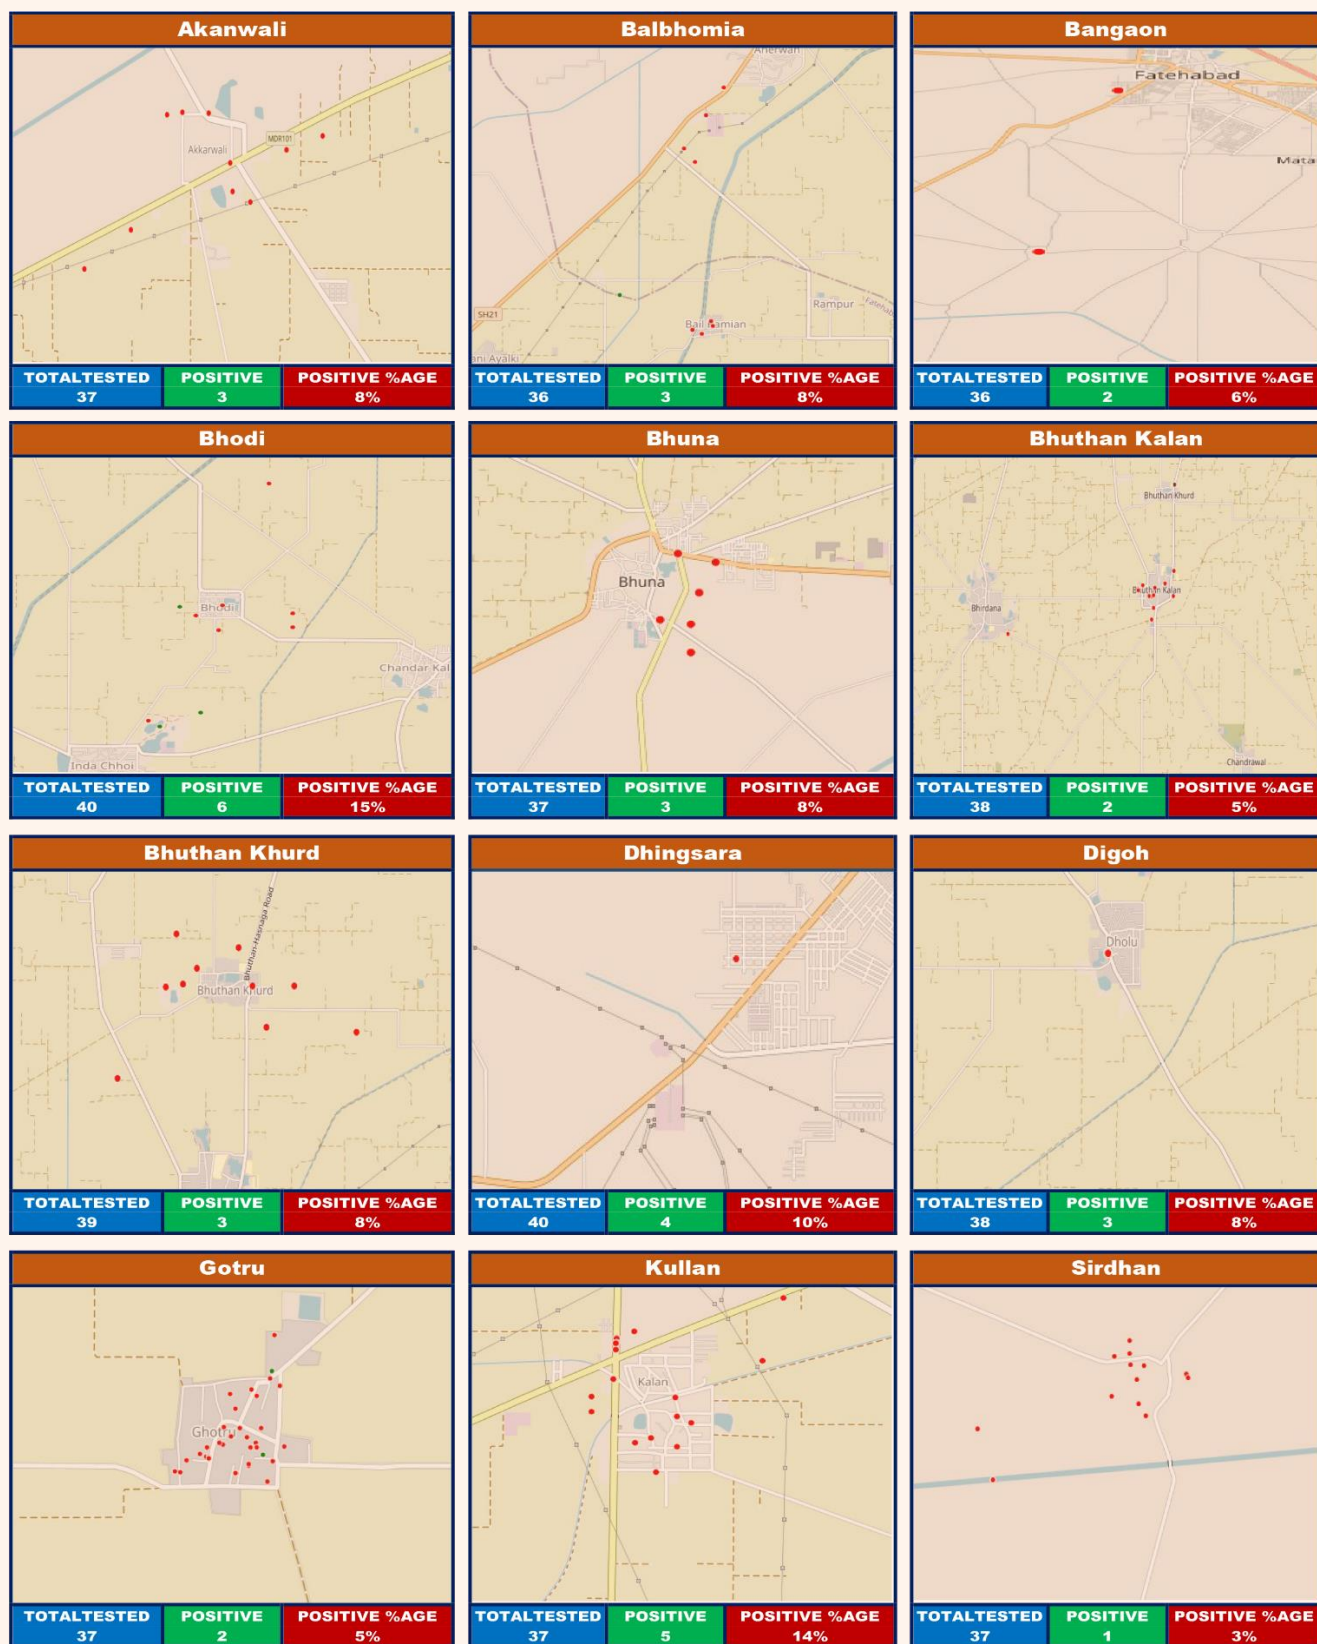 Akanwali
Akkarwali
MDR101
TOTALTESTED POSITIVE POSITIVE %AGE
37 3 8%
Balbhomia
Aherwan
SH21
Rampur
Fatehab
TOTALTESTED POSITIVE POSITIVE %AGE
36 3 8%
Bangaon
Fatehabad
Mata
TOTALTESTED POSITIVE POSITIVE %AGE
36 2 6%
Bhodi
Bhodi
Chandar Kal
Inda Chhoi
TOTALTESTED POSITIVE POSITIVE %AGE
40 6 15%
Bhuna
Bhuna
TOTALTESTED POSITIVE POSITIVE %AGE
37 3 8%
Bhuthan Kalan
Bhuthan Khurd
Bhuthan Kalan
Bhirdana
Chandrawal
TOTALTESTED POSITIVE POSITIVE %AGE
38 2 5%
Bhuthan Khurd
Bhuthan-Hasnaga Road
Bhuthan Khurd
TOTALTESTED POSITIVE POSITIVE %AGE
39 3 8%
Dhingsara
TOTALTESTED POSITIVE POSITIVE %AGE
40 4 10%
Digoh
Dholu
TOTALTESTED POSITIVE POSITIVE %AGE
38 3 8%
Gotru
TOTALTESTED POSITIVE POSITIVE %AGE
37 2 5%
Kullan
Kalan
TOTALTESTED POSITIVE POSITIVE %AGE
37 5 14%
Sirdhan
TOTALTESTED POSITIVE POSITIVE %AGE
37 1 3%